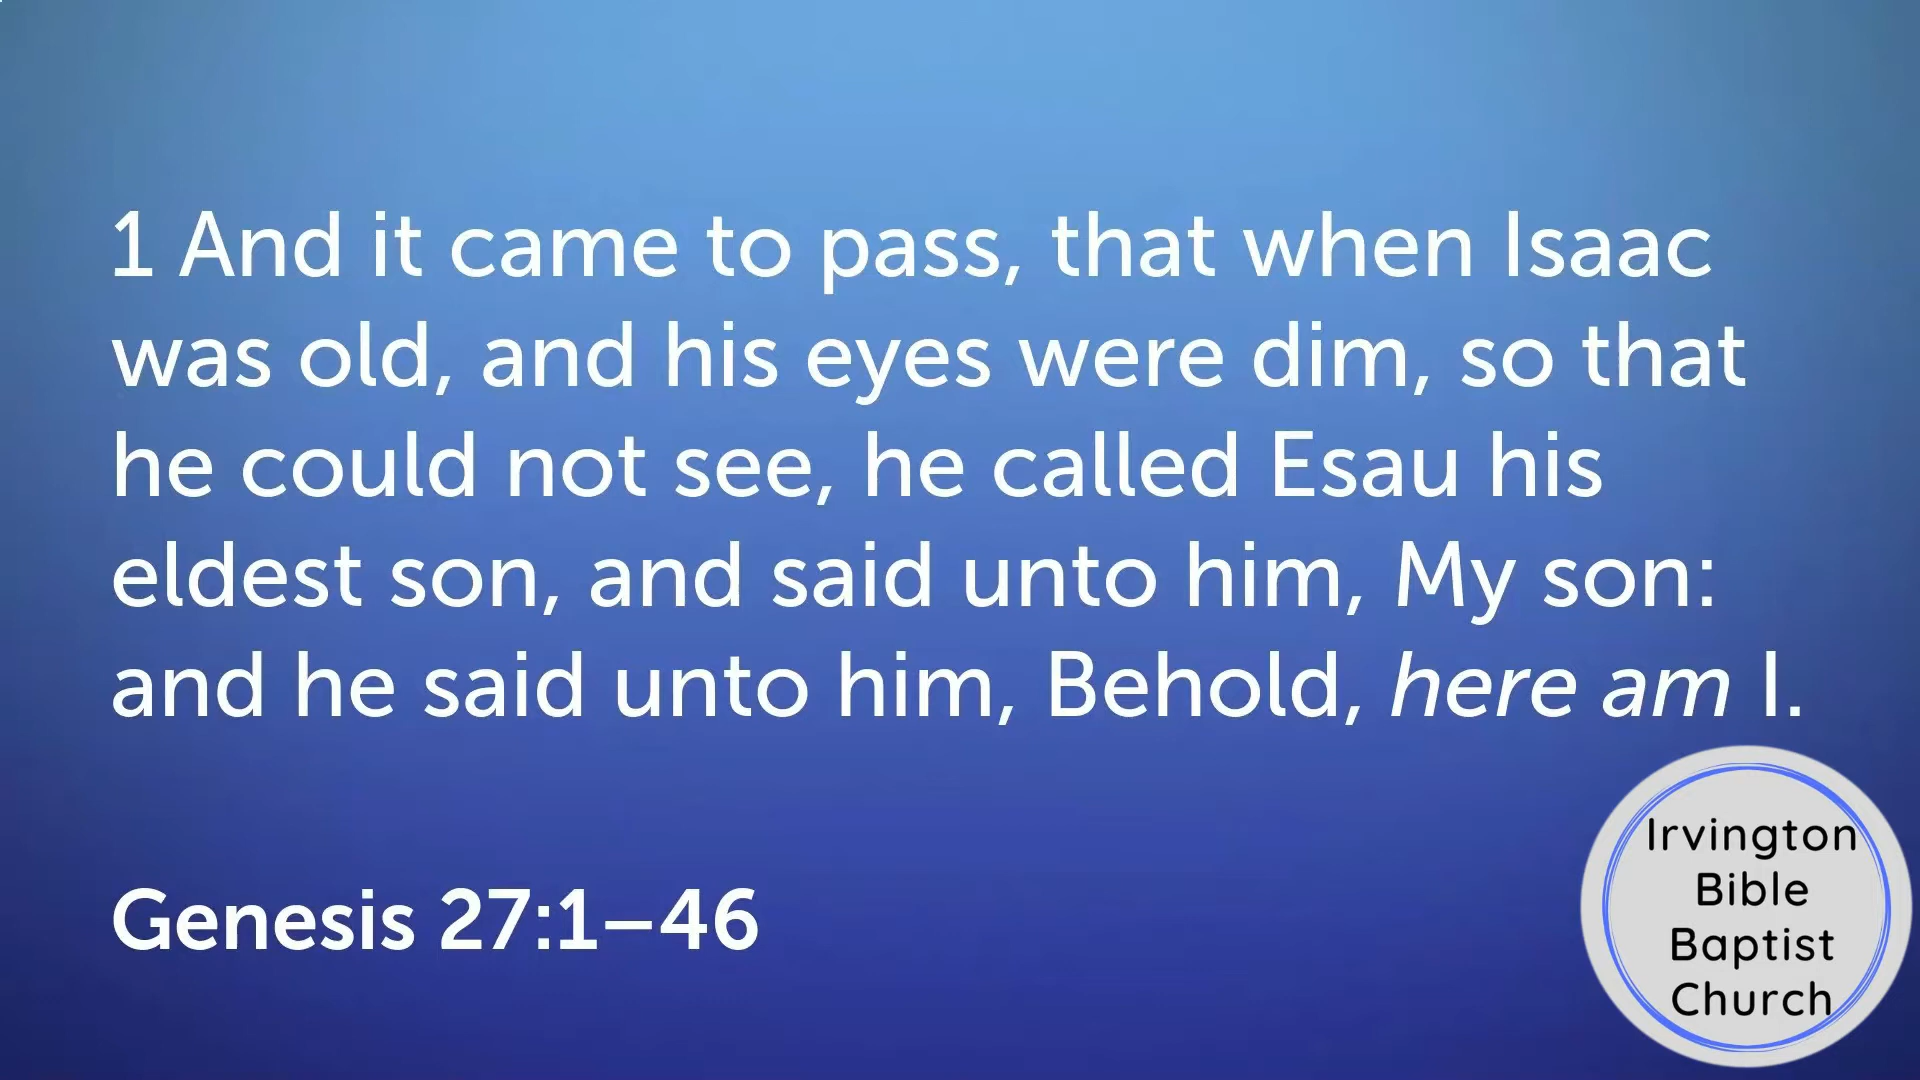 1 And it came to pass, that when Isaac
was old, and his eyes were dim, so that
he could not see, he called Esau his
eldest son, and said unto him, My son:
and he said unto him, Behold, here am I.
Genesis 27:1–46
Irvington
Bible
Baptist
Church